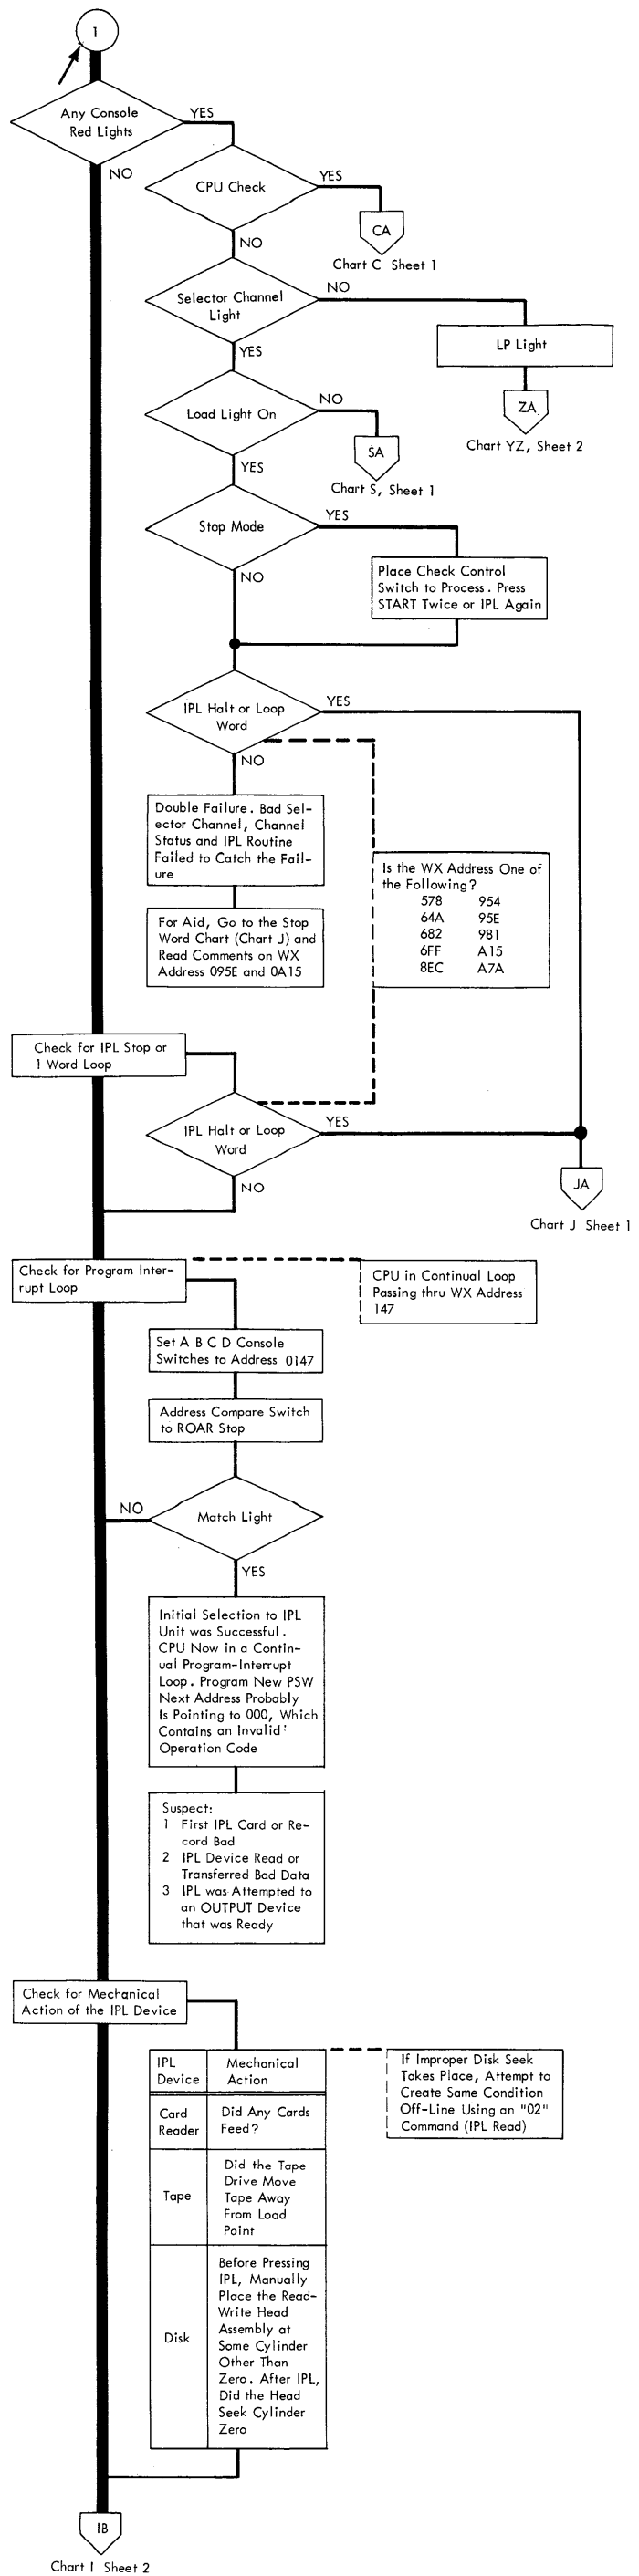 1
Any Console
Red Lights
YES
NO
CPU Check
YES
CA
Chart C Sheet 1
NO
Selector Channel
Light
NO
LP Light
ZA
Chart YZ, Sheet 2
YES
Load Light On
NO
SA
Chart S, Sheet 1
YES
Stop Mode
YES
Place Check Control
Switch to Process. Press
START Twice or IPL Again
NO
IPL Halt or Loop
Word
YES
NO
Double Failure. Bad Sel-
ector Channel, Channel
Status and IPL Routine
Failed to Catch the Fail-
ure
For Aid, Go to the Stop
Word Chart (Chart J) and
Read Comments on WX
Address 095E and 0A15
Is the WX Address One of
the Following?
578 954
64A 95E
682 981
6FF A15
8EC A7A
Check for IPL Stop or
1 Word Loop
IPL Halt or Loop
Word
YES
NO
JA
Chart J Sheet 1
Check for Program Inter-
rupt Loop
CPU in Continual Loop
Passing thru WX Address
147
Set A B C D Console
Switches to Address 0147
Address Compare Switch
to ROAR Stop
Match Light
NO
YES
Initial Selection to IPL
Unit was Successful.
CPU Now in a Contin-
ual Program-Interrupt
Loop. Program New PSW
Next Address Probably
Is Pointing to 000, Which
Contains an Invalid
Operation Code
Suspect:
1 First IPL Card or Re-
cord Bad
2 IPL Device Read or
Transferred Bad Data
3 IPL was Attempted to
an OUTPUT Device
that was Ready
Check for Mechanical
Action of the IPL Device
IPL
Device
Mechanical
Action
Card
Reader
Did Any Cards
Feed?
Tape
Did the Tape
Drive Move
Tape Away
From Load
Point
Disk
Before Pressing
IPL, Manually
Place the Read-
Write Head
Assembly at
Some Cylinder
Other Than
Zero. After IPL,
Did the Head
Seek Cylinder
Zero
If Improper Disk Seek
Takes Place, Attempt to
Create Same Condition
Off-Line Using an "02"
Command (IPL Read)
IB
Chart I Sheet 2